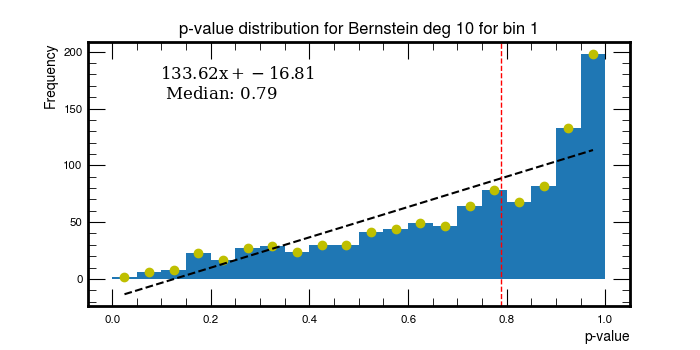 p-value distribution for Bernstein deg 10 for bin 1
Frequency
200
150
100
50
0
133.62x + −16.81
Median: 0.79
0.0 0.2 0.4 0.6 0.8 1.0
p-value